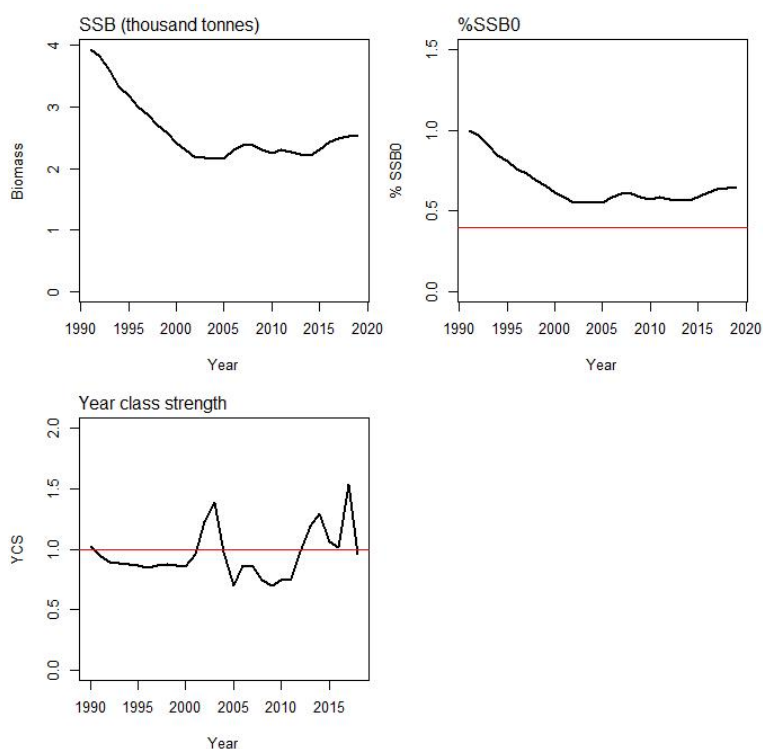 SSB (thousand tonnes)
Biomass
4
3
2
1
0
1990 1995 2000 2005 2010 2015 2020
Year
%SSB0
% SSB0
1.5
1.0
0.5
0.0
1990 1995 2000 2005 2010 2015 2020
Year
Year class strength
YCS
2.0
1.5
1.0
0.5
0.0
1990 1995 2000 2005 2010 2015
Year